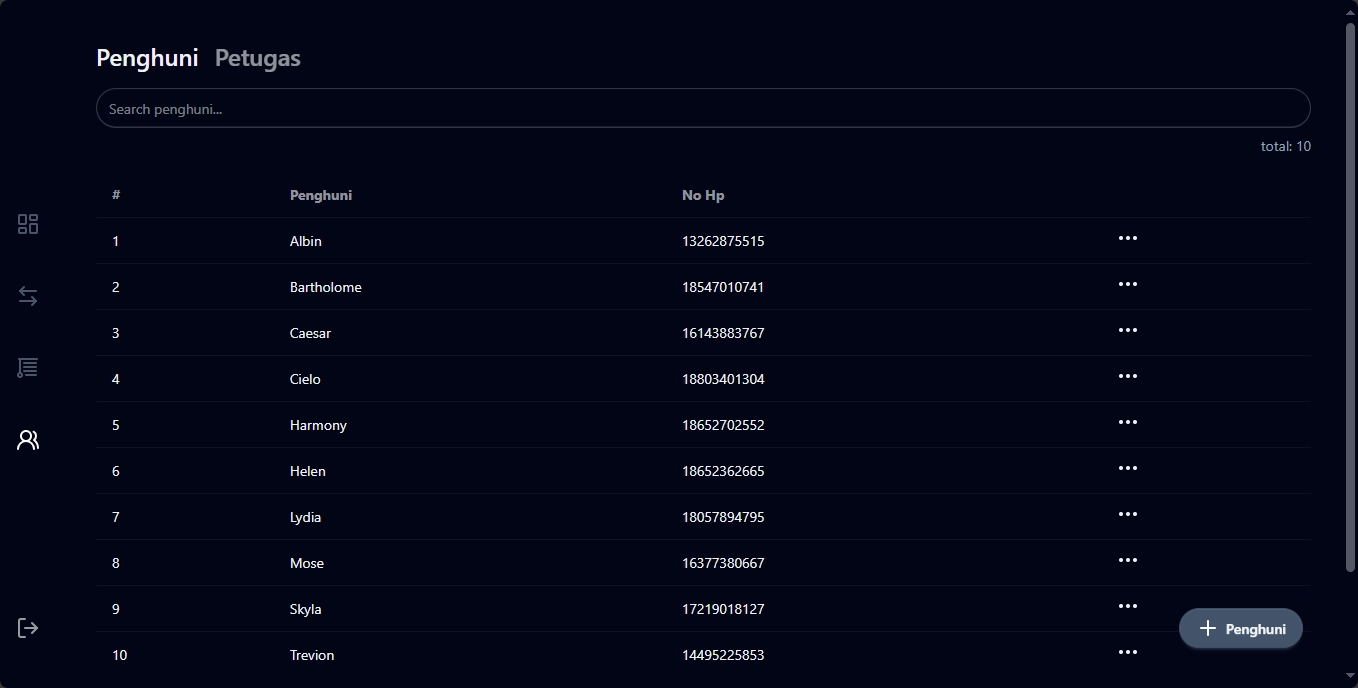 Penghuni Petugas
Search penghuni...
total: 10
# Penghuni No Hp
1 Albin 13262875515
2 Bartholome 18547010741
3 Caesar 16143883767
4 Cielo 18803401304
5 Harmony 18652702552
6 Helen 18652362665
7 Lydia 18057894795
8 Mose 16377380667
9 Skyla 17219018127
+ Penghuni
10 Trevion 14495225853